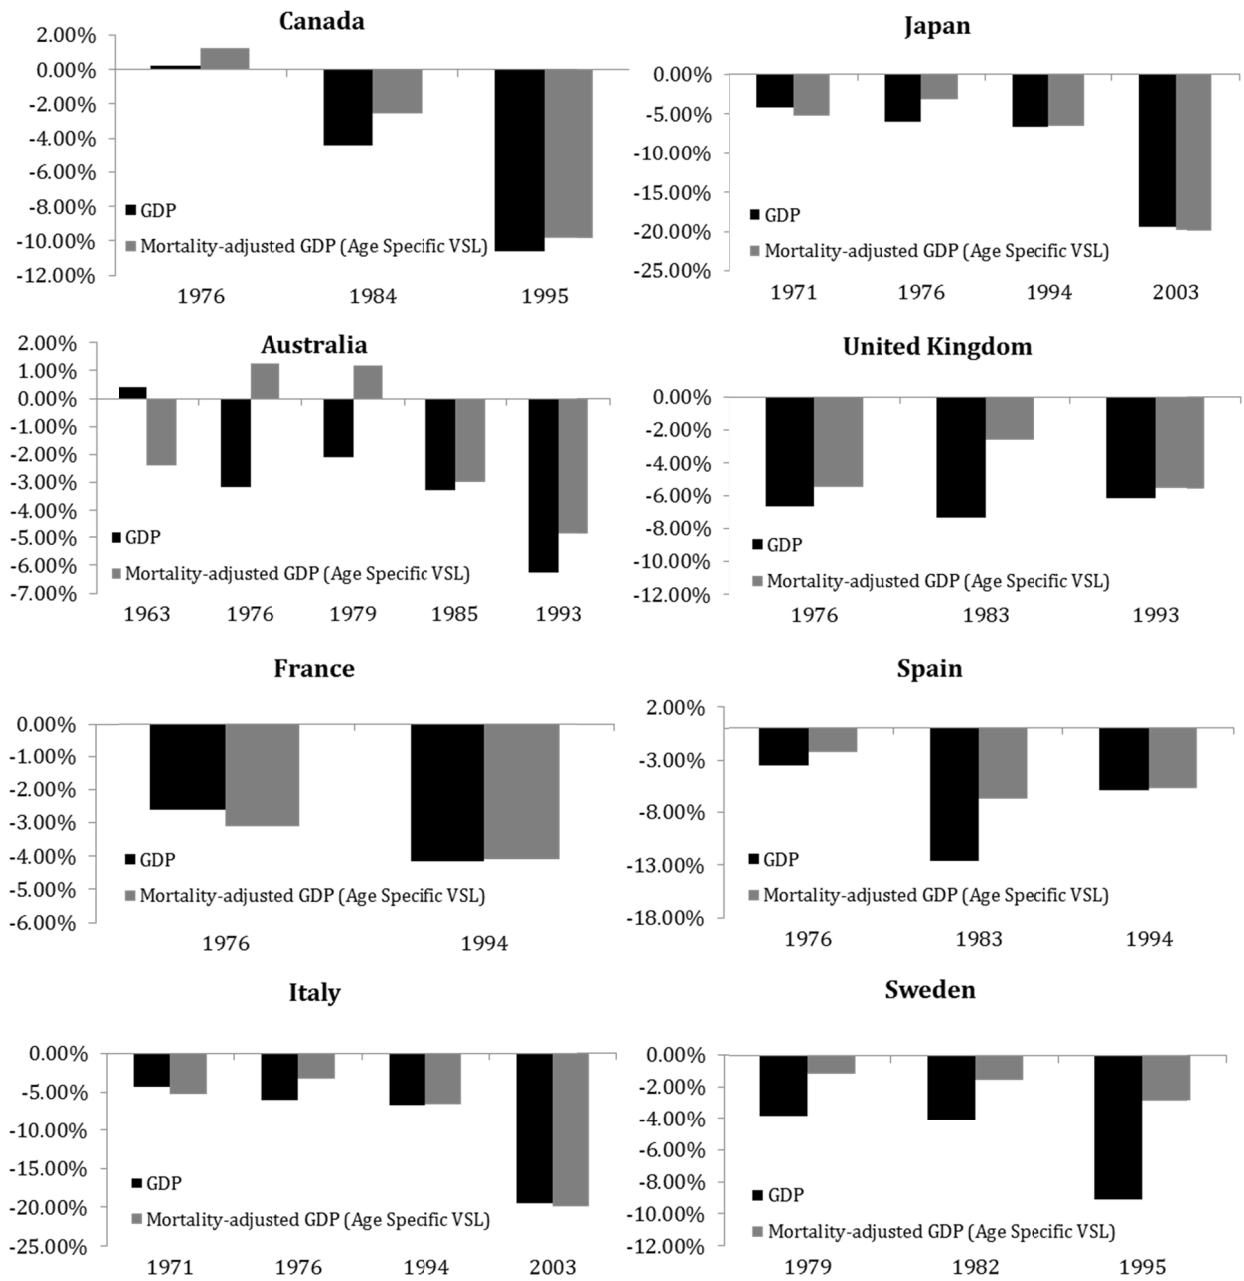 Canada
2.00%
0.00%
-2.00%
-4.00%
-6.00%
-8.00%
-10.00%
-12.00%
GDP
Mortality-adjusted GDP (Age Specific VSL)
1976 1984 1995
Japan
0.00%
-5.00%
-10.00%
-15.00%
-20.00%
-25.00%
GDP
Mortality-adjusted GDP (Age Specific VSL)
1971 1976 1994 2003
Australia
2.00%
1.00%
0.00%
-1.00%
-2.00%
-3.00%
-4.00%
-5.00%
-6.00%
-7.00%
GDP
Mortality-adjusted GDP (Age Specific VSL)
1963 1976 1979 1985 1993
United Kingdom
0.00%
-2.00%
-4.00%
-6.00%
-8.00%
-10.00%
-12.00%
GDP
Mortality-adjusted GDP (Age Specific VSL)
1976 1983 1993
France
0.00%
-1.00%
-2.00%
-3.00%
-4.00%
-5.00%
-6.00%
GDP
Mortality-adjusted GDP (Age Specific VSL)
1976 1994
Spain
2.00%
-3.00%
-8.00%
-13.00%
-18.00%
GDP
Mortality-adjusted GDP (Age Specific VSL)
1976 1983 1994
Italy
0.00%
-5.00%
-10.00%
-15.00%
-20.00%
-25.00%
GDP
Mortality-adjusted GDP (Age Specific VSL)
1971 1976 1994 2003
Sweden
0.00%
-2.00%
-4.00%
-6.00%
-8.00%
-10.00%
-12.00%
GDP
Mortality-adjusted GDP (Age Specific VSL)
1979 1982 1995